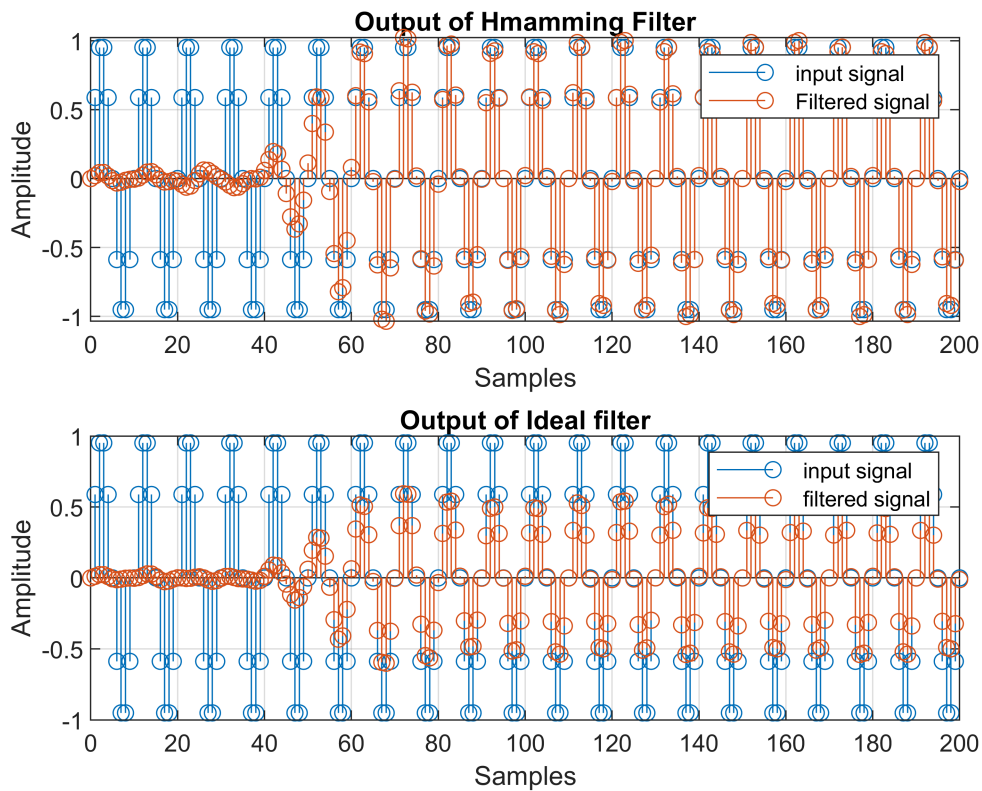 Output of Hmamming Filter
1
0.5
0
-0.5
-1
Amplitude
input signal
Filtered signal
0 20 40 60 80 100 120 140 160 180 200
Samples
Output of Ideal filter
1
0.5
0
-0.5
-1
Amplitude
input signal
filtered signal
0 20 40 60 80 100 120 140 160 180 200
Samples